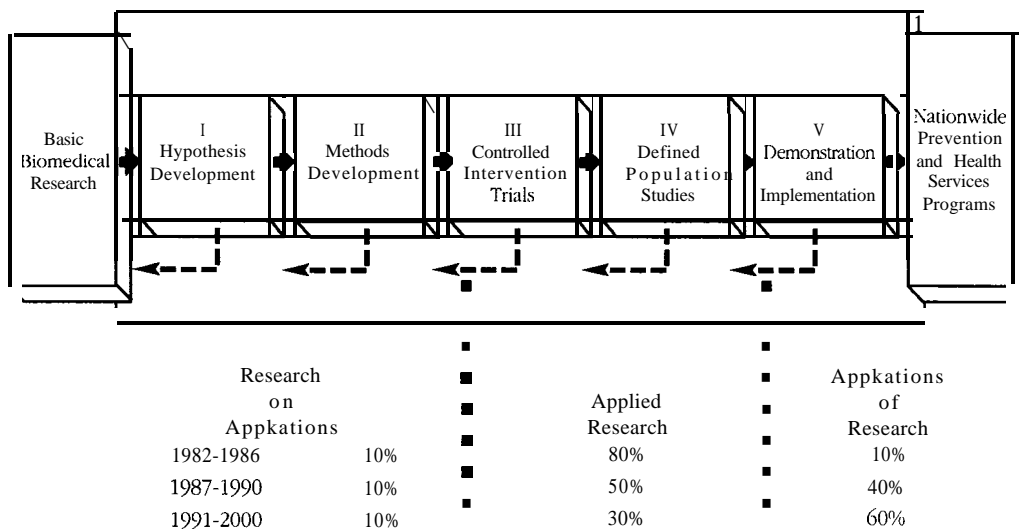 1
Basic
Biomedical
Research
I
Hypothesis
Development
II
Methods
Development
III
Controlled
Intervention
Trials
IV
Defined
Population
Studies
V
Demonstration
and
Implementation
Nationwide
Prevention
and Health
Services
Programs
Research
on
Appkations
Applied
Research
Appkations
of
Research
1982-1986 10% 80% 10%
1987-1990 10% 50% 40%
1991-2000 10% 30% 60%